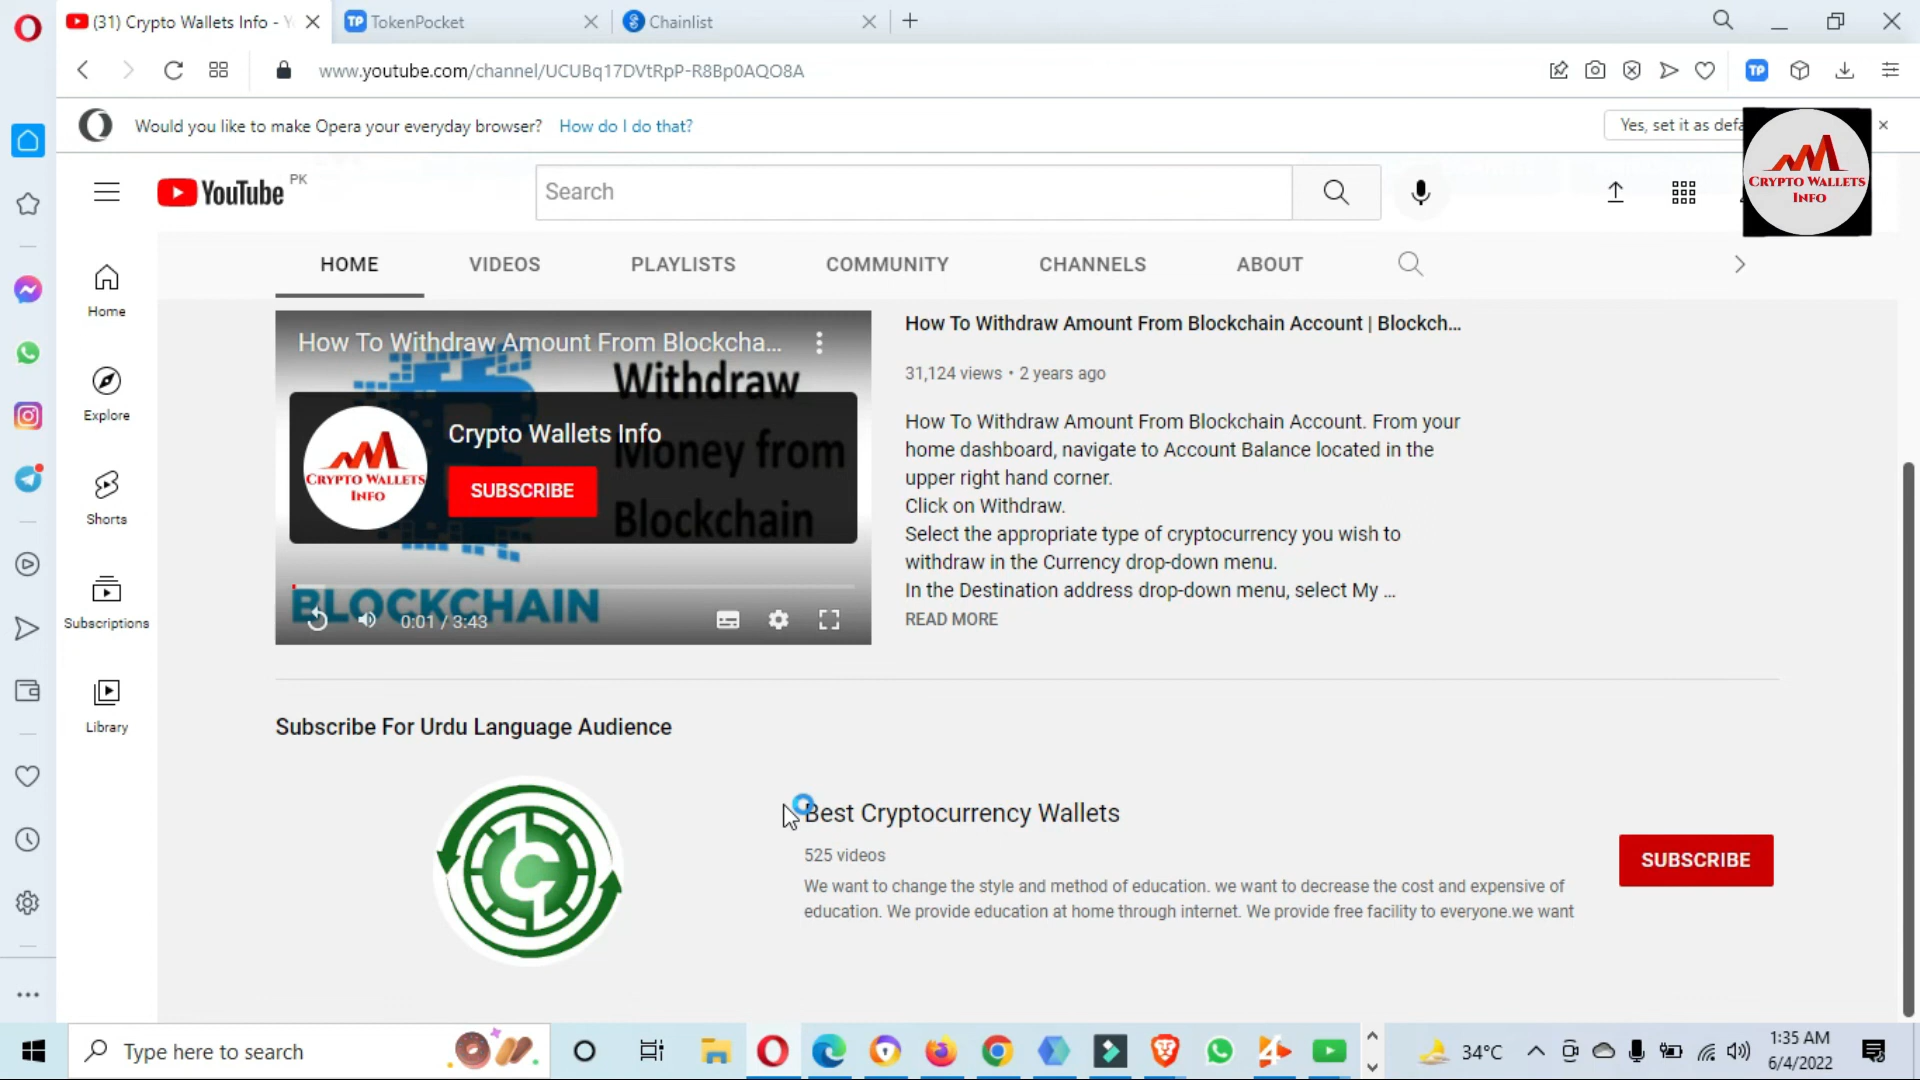 (31) Crypto Wallets Info - Y
TokenPocket
Chainlist
www.youtube.com/channel/UCUBq17DVtRpP-R8Bp0AQO8A
Would you like to make Opera your everyday browser? How do I do that?
Yes, set it as defa
CRYPTO WALLETS
INFO
YouTube PK
Search
HOME
VIDEOS
PLAYLISTS
COMMUNITY
CHANNELS
ABOUT
Home
Explore
Shorts
Subscriptions
Library
How To Withdraw Amount From Blockcha...
Withdraw
Money from
Blockchain
Crypto Wallets Info
SUBSCRIBE
CRYPTO WALLETS
INFO
BLOCKCHAIN
0:01 / 3:43
How To Withdraw Amount From Blockchain Account | Blockch...
31,124 views • 2 years ago
How To Withdraw Amount From Blockchain Account. From your
home dashboard, navigate to Account Balance located in the
upper right hand corner.
Click on Withdraw.
Select the appropriate type of cryptocurrency you wish to
withdraw in the Currency drop-down menu.
In the Destination address drop-down menu, select My ...
READ MORE
Subscribe For Urdu Language Audience
Best Cryptocurrency Wallets
525 videos
We want to change the style and method of education. we want to decrease the cost and expensive of
education. We provide education at home through internet. We provide free facility to everyone.we want
SUBSCRIBE
Type here to search
34°C
1:35 AM
6/4/2022